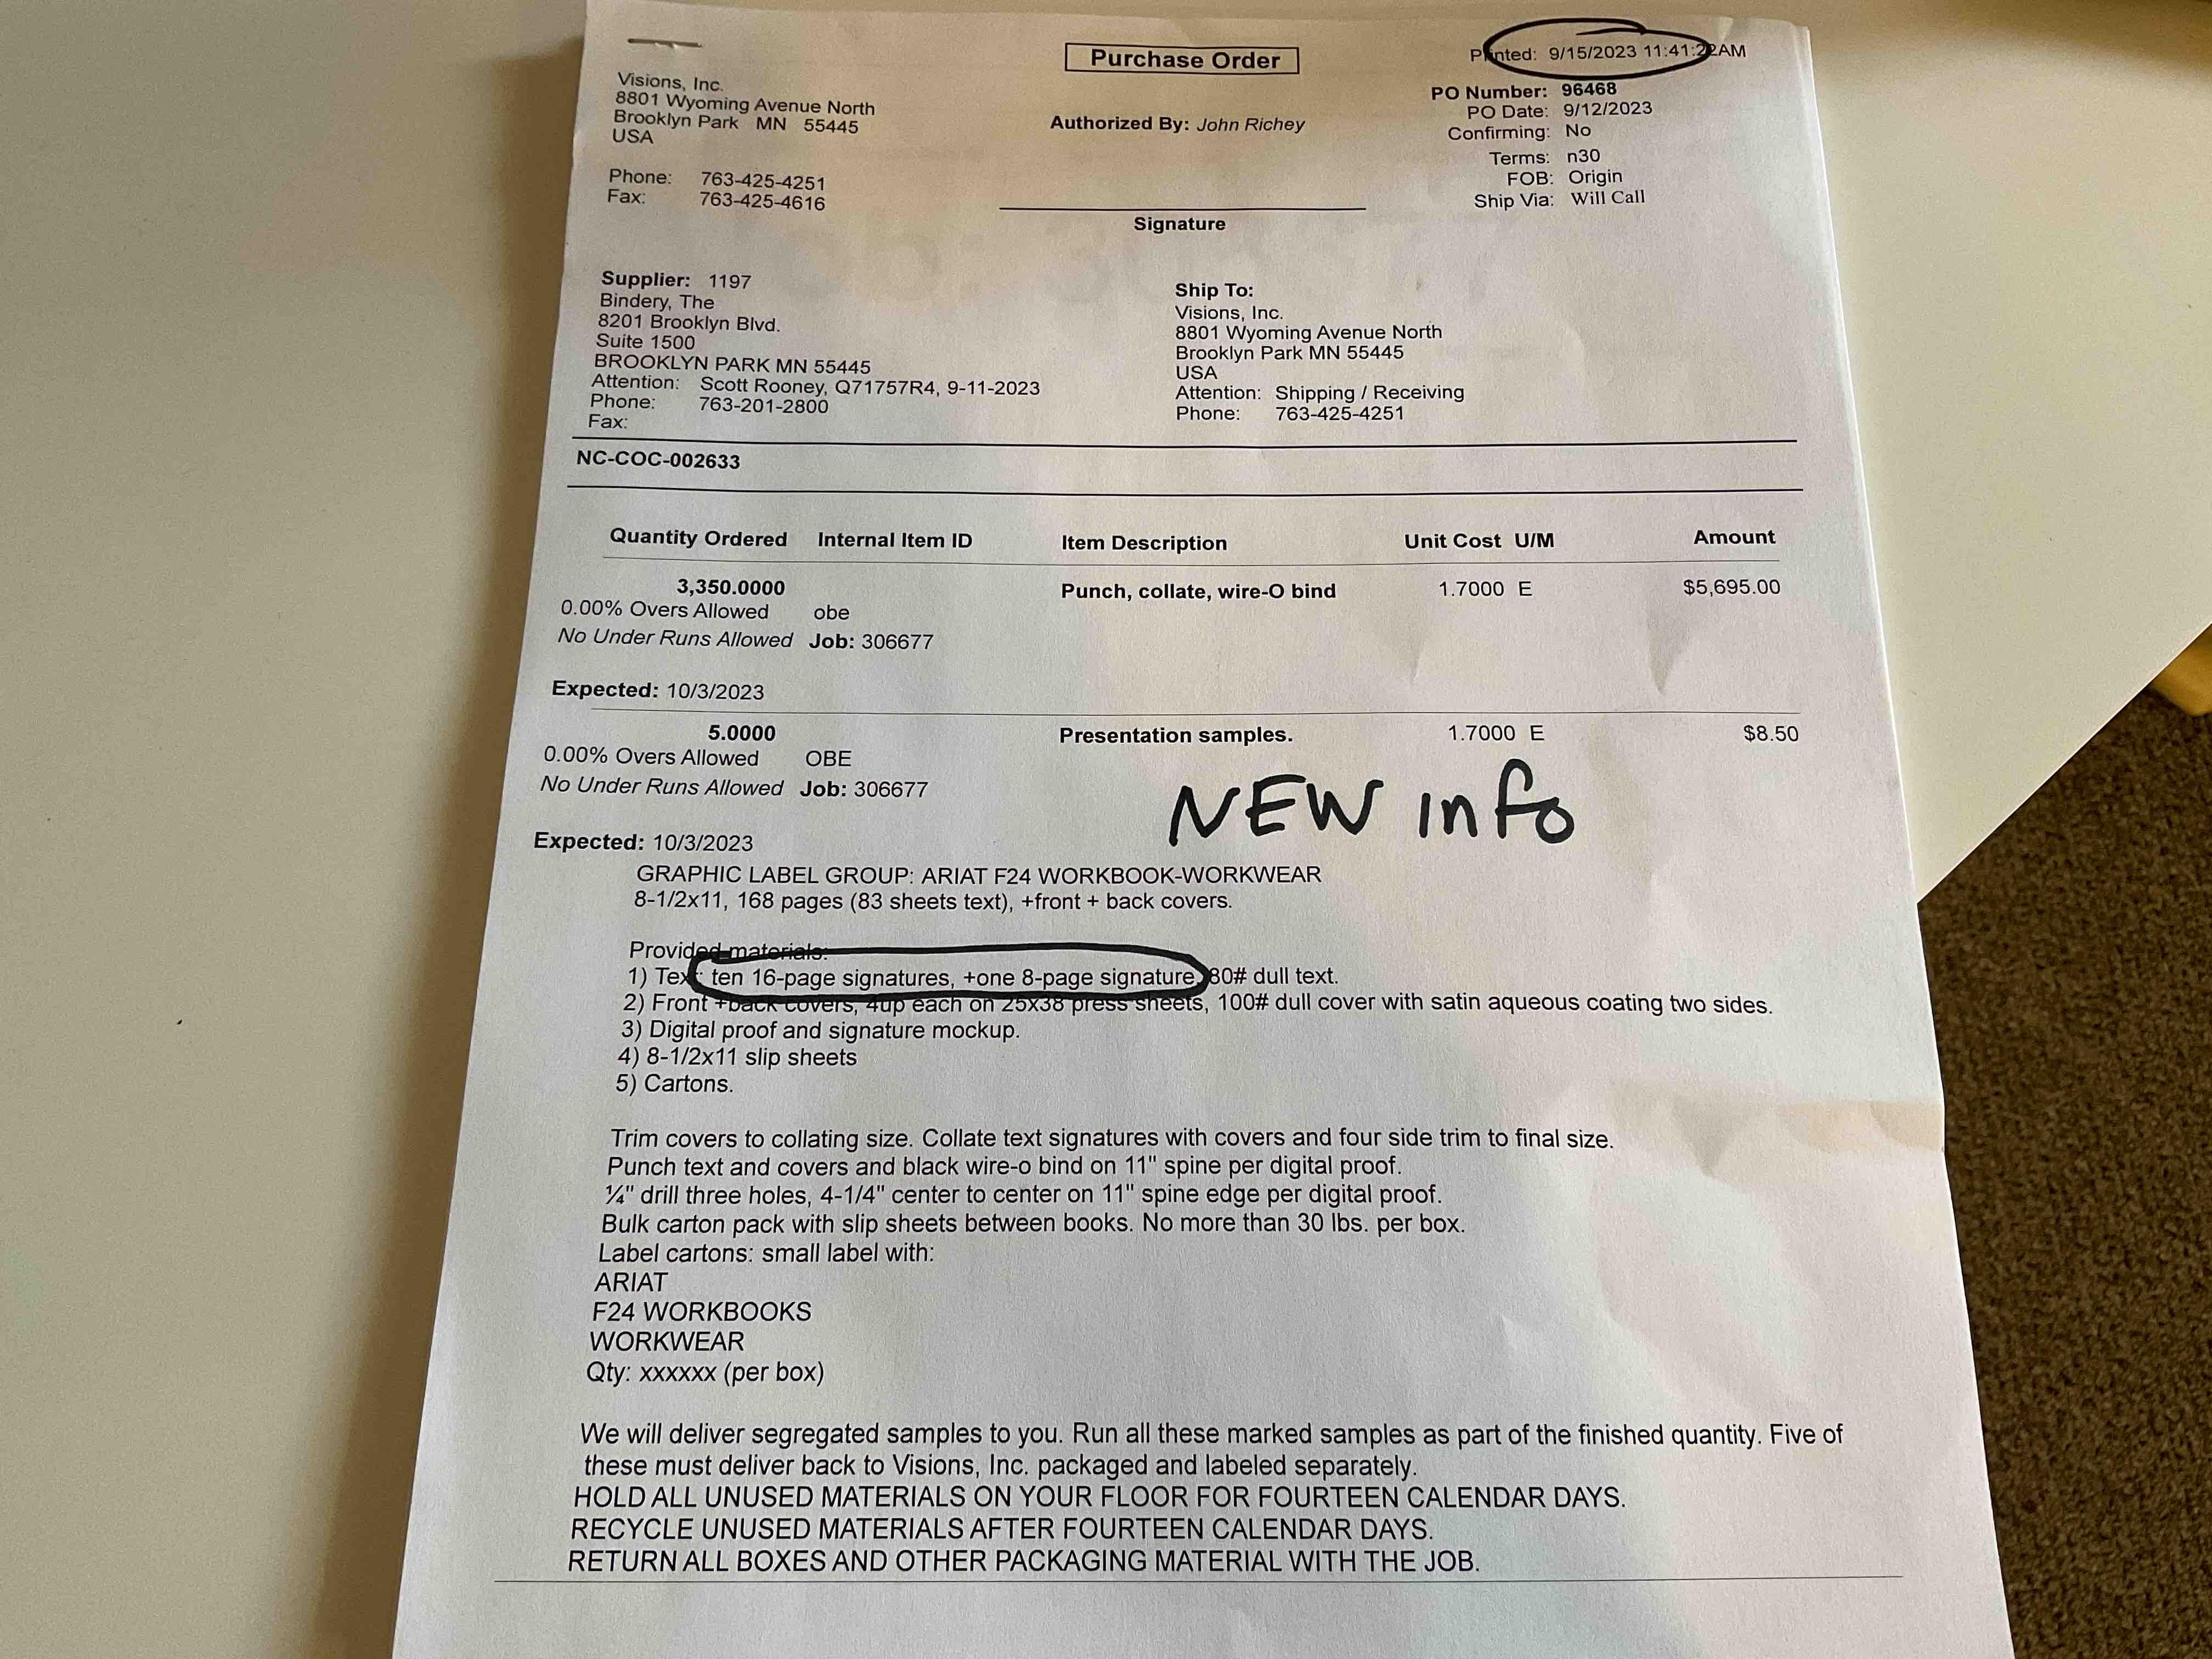 Purchase Order
Printed: 9/15/2023 11:41:22AM
Visions, Inc.
8801 Wyoming Avenue North
Brooklyn Park MN 55445
USA
Phone: 763-425-4251
Fax: 763-425-4616
Authorized By: John Richey
Signature
PO Number: 96468
PO Date: 9/12/2023
Confirming: No
Terms: n30
FOB: Origin
Ship Via: Will Call
Supplier: 1197
Bindery, The
8201 Brooklyn Blvd.
Suite 1500
BROOKLYN PARK MN 55445
Attention: Scott Rooney, Q71757R4, 9-11-2023
Phone: 763-201-2800
Fax:
Ship To:
Visions, Inc.
8801 Wyoming Avenue North
Brooklyn Park MN 55445
USA
Attention: Shipping / Receiving
Phone: 763-425-4251
NC-COC-002633
Quantity Ordered Internal Item ID Item Description Unit Cost U/M Amount
3,350.0000 Punch, collate, wire-O bind 1.7000 E $5,695.00
0.00% Overs Allowed obe
No Under Runs Allowed Job: 306677
Expected: 10/3/2023
5.0000 Presentation samples. 1.7000 E $8.50
0.00% Overs Allowed OBE
No Under Runs Allowed Job: 306677
NEW info
Expected: 10/3/2023
GRAPHIC LABEL GROUP: ARIAT F24 WORKBOOK-WORKWEAR
8-1/2x11, 168 pages (83 sheets text), +front + back covers.
Provided materials:
1) Text: ten 16-page signatures, +one 8-page signature, 80# dull text.
2) Front +back covers, 4up each on 25x38 press sheets, 100# dull cover with satin aqueous coating two sides.
3) Digital proof and signature mockup.
4) 8-1/2x11 slip sheets
5) Cartons.
Trim covers to collating size. Collate text signatures with covers and four side trim to final size.
Punch text and covers and black wire-o bind on 11" spine per digital proof.
¼" drill three holes, 4-1/4" center to center on 11" spine edge per digital proof.
Bulk carton pack with slip sheets between books. No more than 30 lbs. per box.
Label cartons: small label with:
ARIAT
F24 WORKBOOKS
WORKWEAR
Qty: xxxxxx (per box)
We will deliver segregated samples to you. Run all these marked samples as part of the finished quantity. Five of
these must deliver back to Visions, Inc. packaged and labeled separately.
HOLD ALL UNUSED MATERIALS ON YOUR FLOOR FOR FOURTEEN CALENDAR DAYS.
RECYCLE UNUSED MATERIALS AFTER FOURTEEN CALENDAR DAYS.
RETURN ALL BOXES AND OTHER PACKAGING MATERIAL WITH THE JOB.